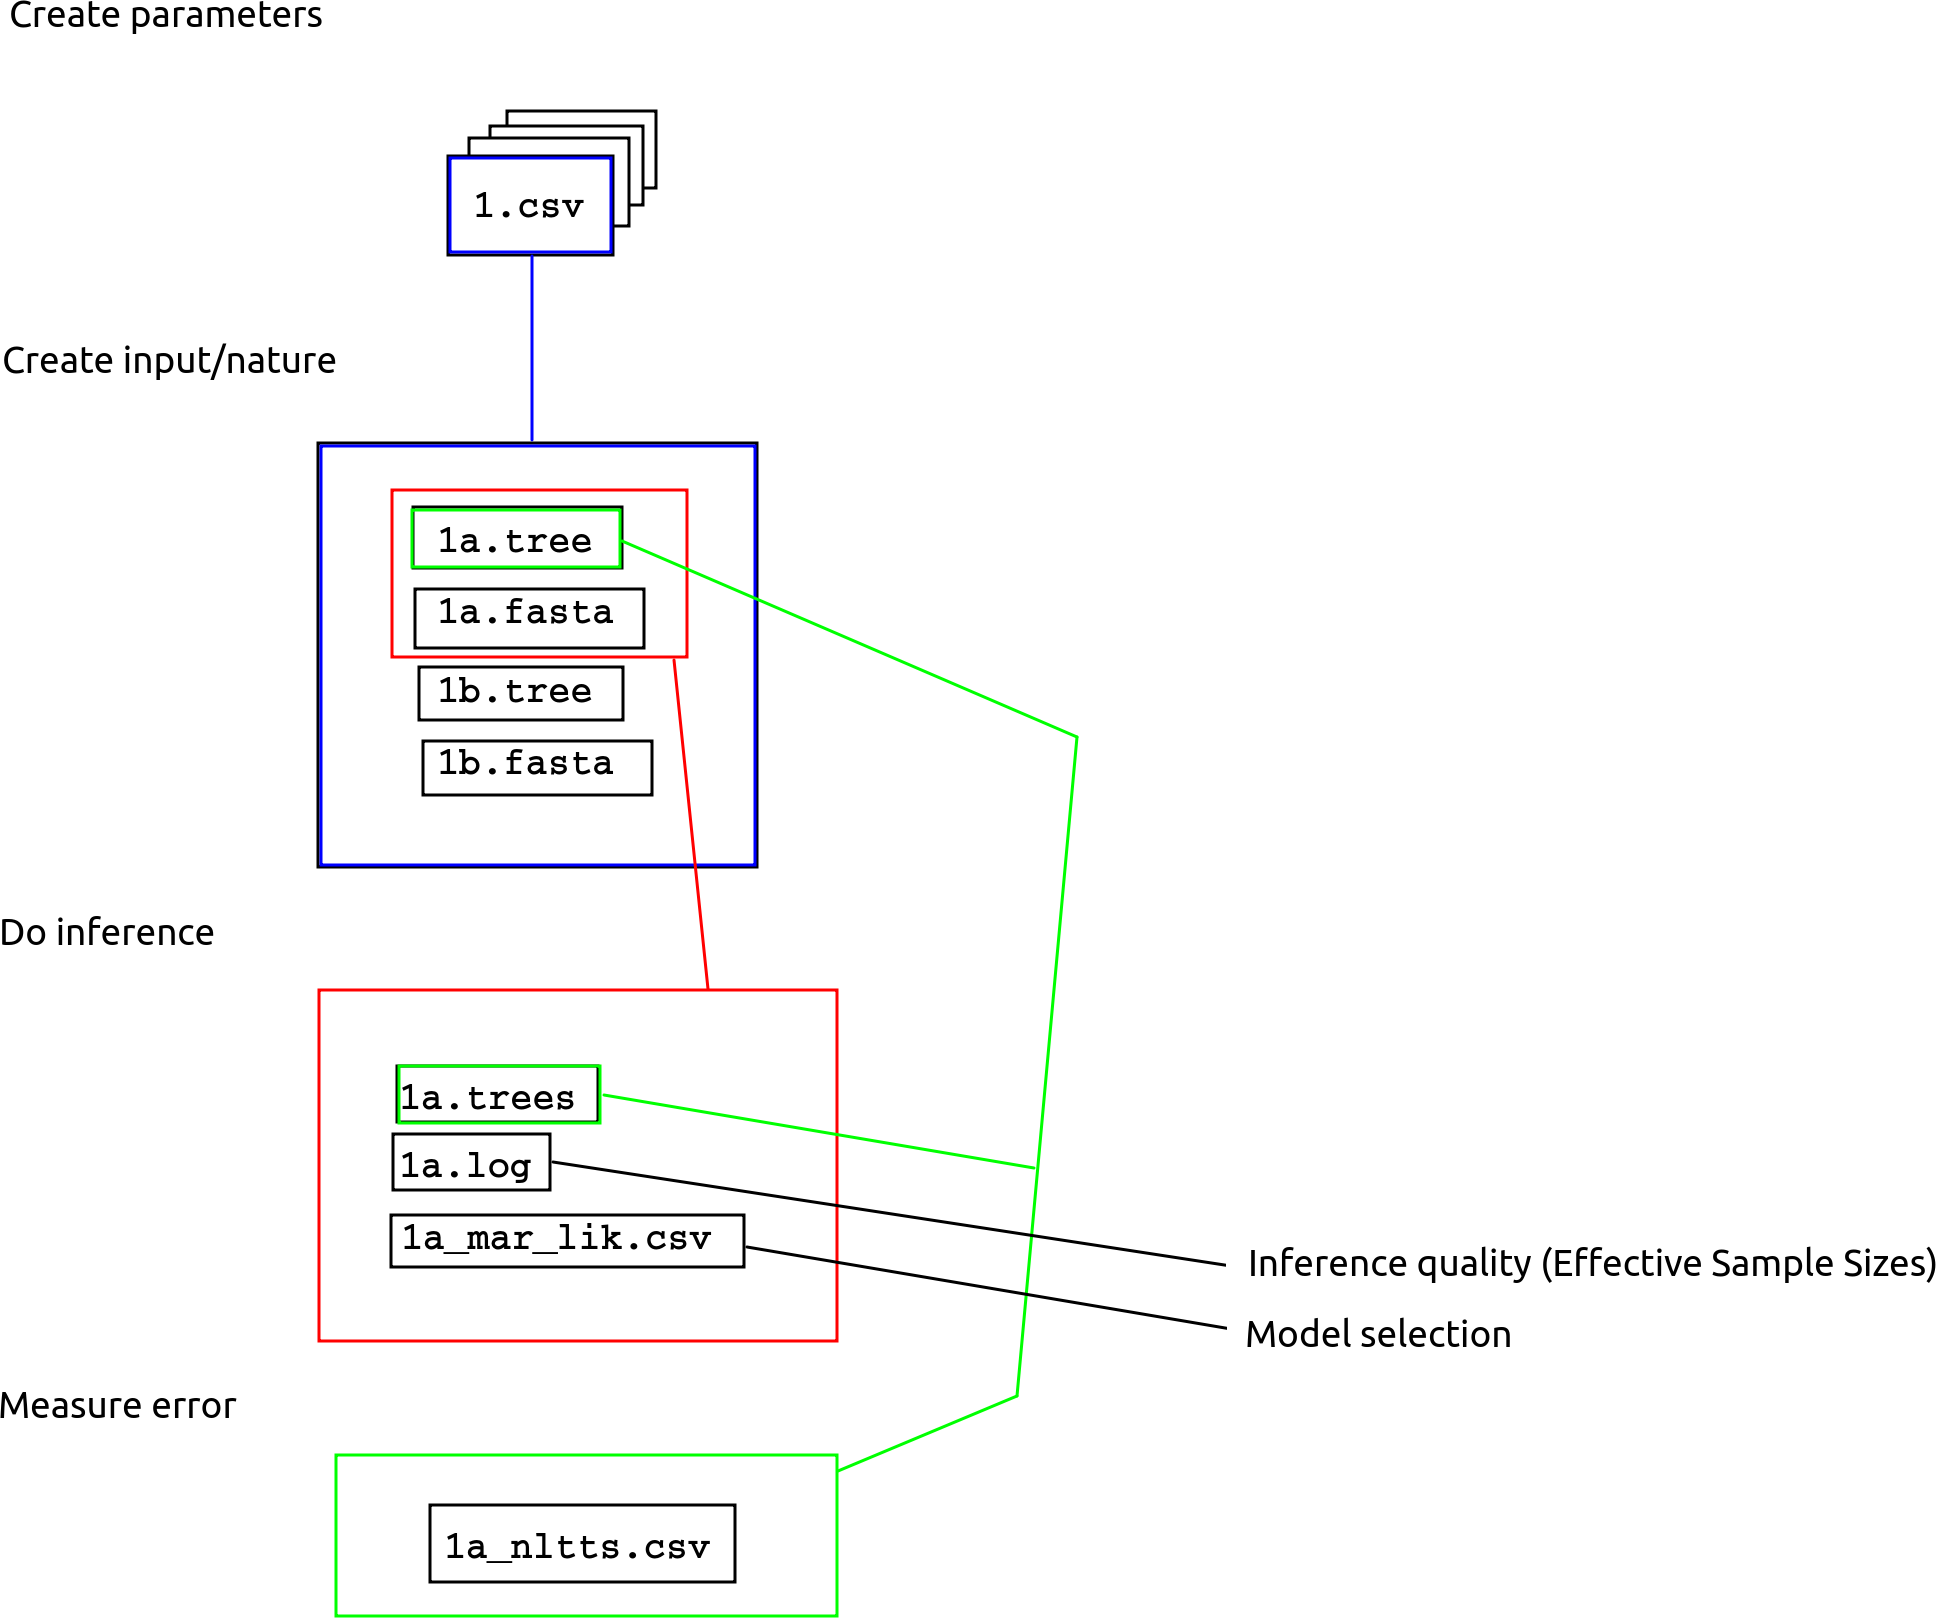 Create parameters
1.csv
Create input/nature
1a.tree
1a.fasta
1b.tree
1b.fasta
Do inference
1a.trees
1a.log
1a_mar_lik.csv
Inference quality (Effective Sample Sizes)
Model selection
Measure error
1a_nltts.csv